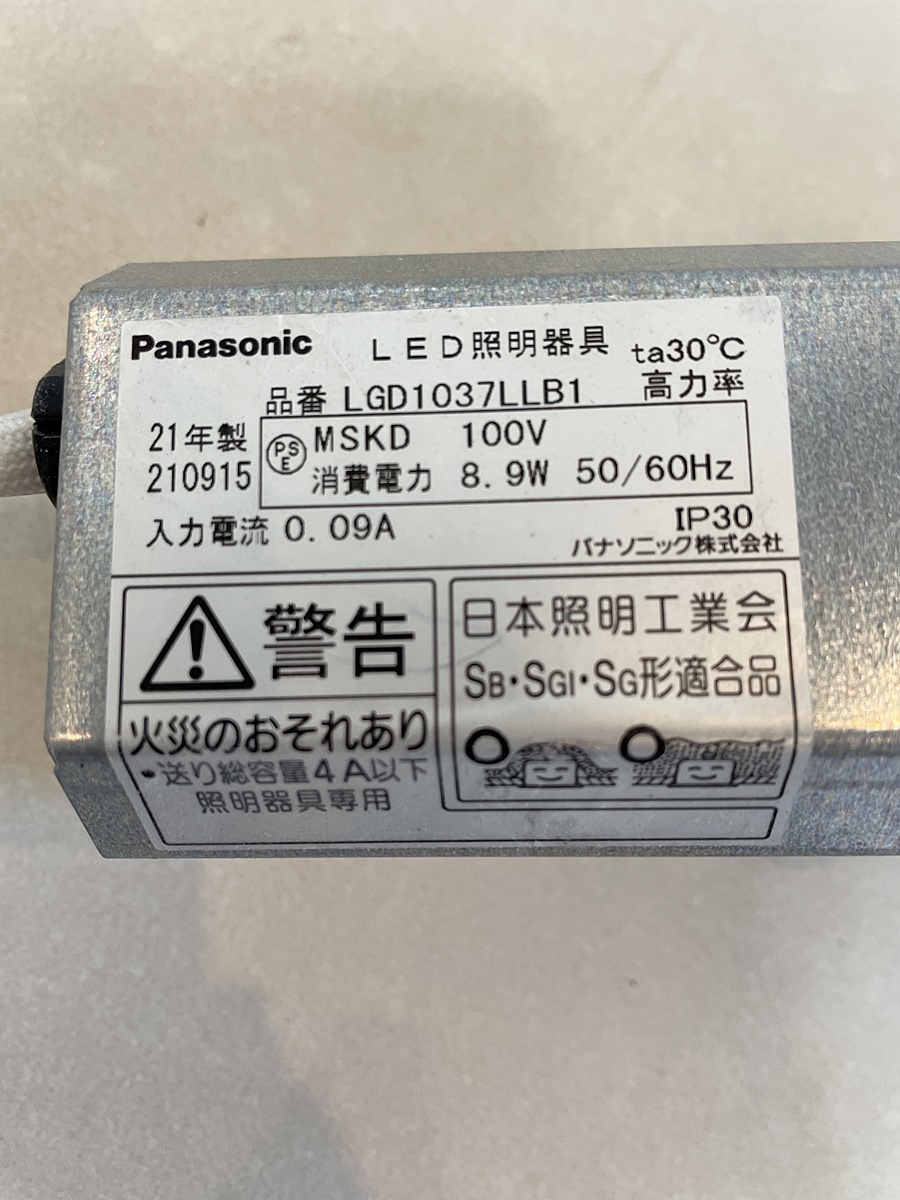 Panasonic LED照明器具 ta30℃
品番 LGD1037LLB1 高力率
21年製 PSE MSKD 100V
210915 消費電力 8.9W 50/60Hz
入力電流 0.09A IP30
パナソニック株式会社
警告
火災のおそれあり
・送り総容量4A以下
照明器具専用
日本照明工業会
SB・SGI・SG形適合品